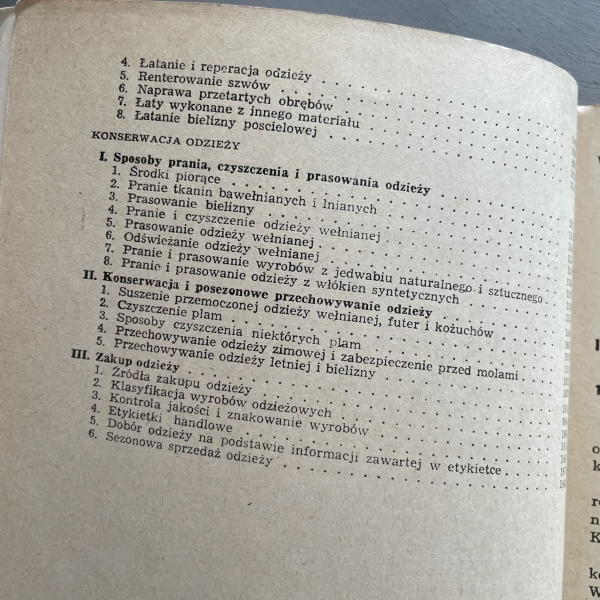 4. Łatanie i reperacja odzieży
5. Renterowanie szwów
6. Naprawa przetartych obrębów
7. Łaty wykonane z innego materiału
8. Łatanie bielizny poscielowej
KONSERWACJA ODZIEŻY
I. Sposoby prania, czyszczenia i prasowania odzieży
1. Środki piorące
2. Pranie tkanin bawełnianych i lnianych
3. Prasowanie bielizny
4. Pranie i czyszczenie odzieży wełnianej
5. Prasowanie odzieży wełnianej
6. Odświeżanie odzieży wełnianej
7. Pranie i prasowanie wyrobów z jedwabiu naturalnego i sztucznego
8. Pranie i prasowanie odzieży z włókien syntetycznych
II. Konserwacja i posezonowe przechowywanie odzieży
1. Suszenie przemoczonej odzieży wełnianej, futer i kożuchów
2. Czyszczenie plam
3. Sposoby czyszczenia niektórych plam
4. Przechowywanie odzieży zimowej i zabezpieczenie przed molami
5. Przechowywanie odzieży letniej i bielizny
III. Zakup odzieży
1. Źródła zakupu odzieży
2. Klasyfikacja wyrobów odzieżowych
3. Kontrola jakości i znakowanie wyrobów
4. Etykietki handlowe
5. Dobór odzieży na podstawie informacji zawartej w etykietce
6. Sezonowa sprzedaż odzieży